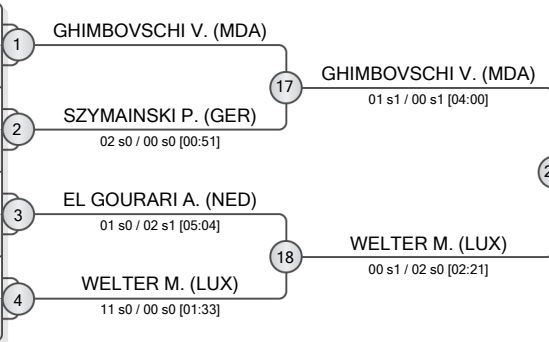 1
GHIMBOVSCHI V. (MDA)
17
GHIMBOVSCHI V. (MDA)
01 s1 / 00 s1 [04:00]
2
SZYMAINSKI P. (GER)
02 s0 / 00 s0 [00:51]
3
EL GOURARI A. (NED)
01 s0 / 02 s1 [05:04]
18
WELTER M. (LUX)
00 s1 / 02 s0 [02:21]
4
WELTER M. (LUX)
11 s0 / 00 s0 [01:33]